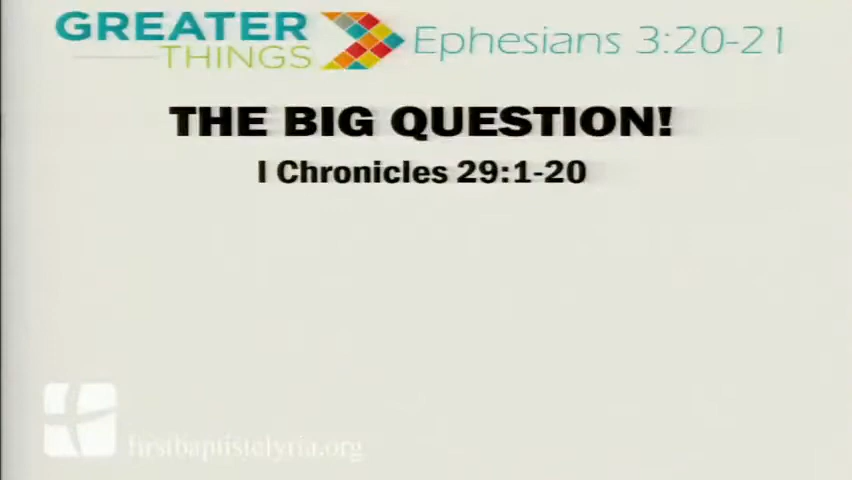 GREATER
THINGS
Ephesians 3:20-21
THE BIG QUESTION!
I Chronicles 29:1-20
firstbaptistelyria.org